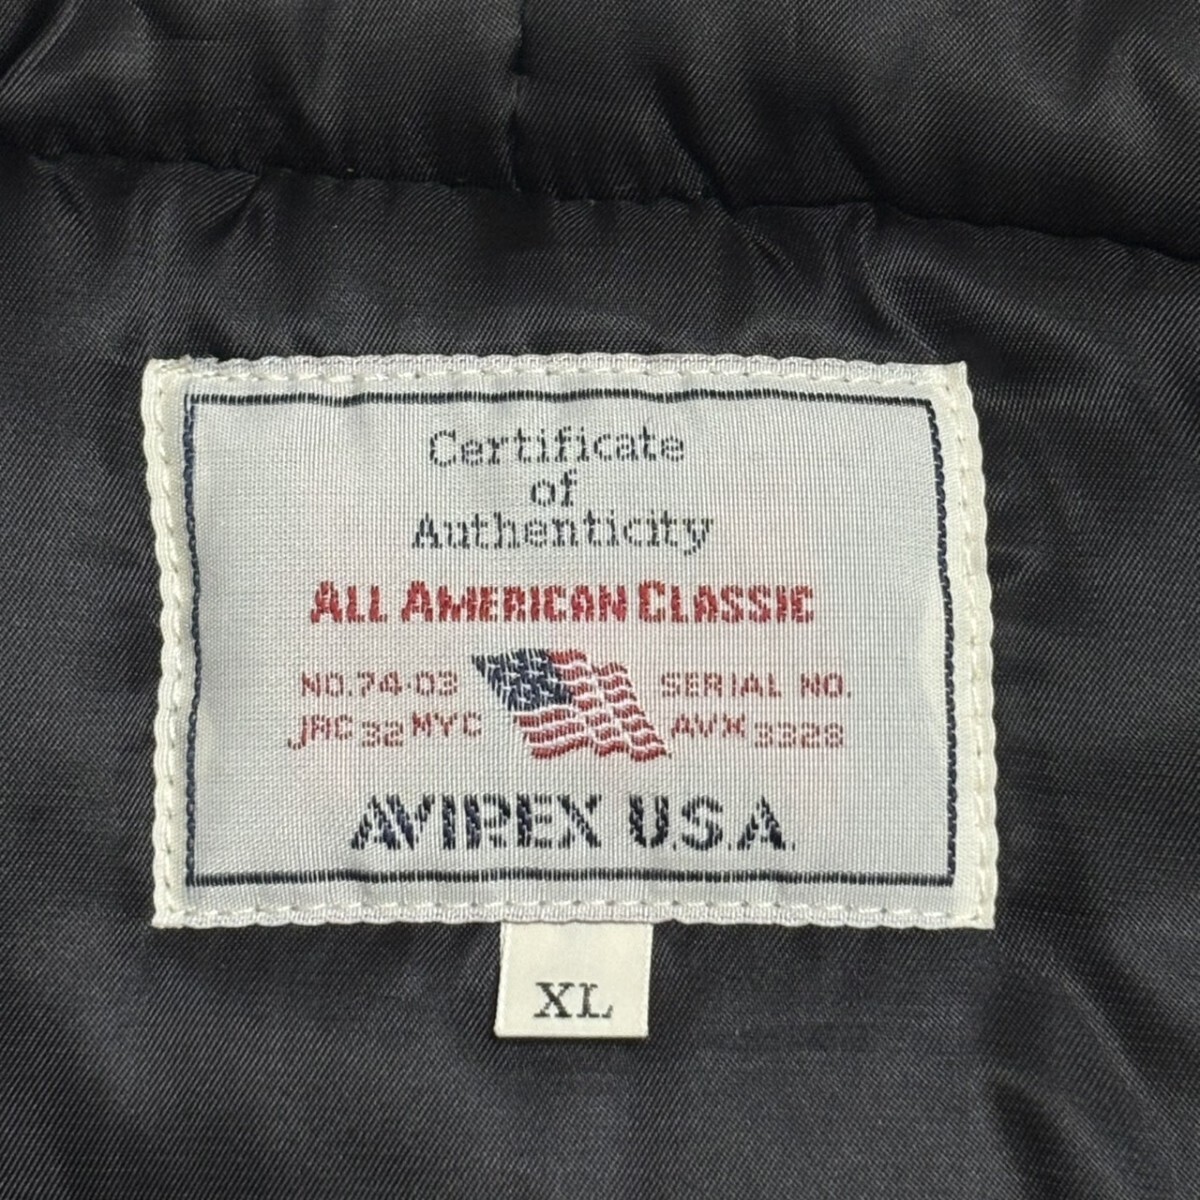 Certificate
of
Authenticity
ALL AMERICAN CLASSIC
NO.74-03 SERIAL NO.
JRC 32 NYC AVX 3328
AVIREX U.S.A.
XL